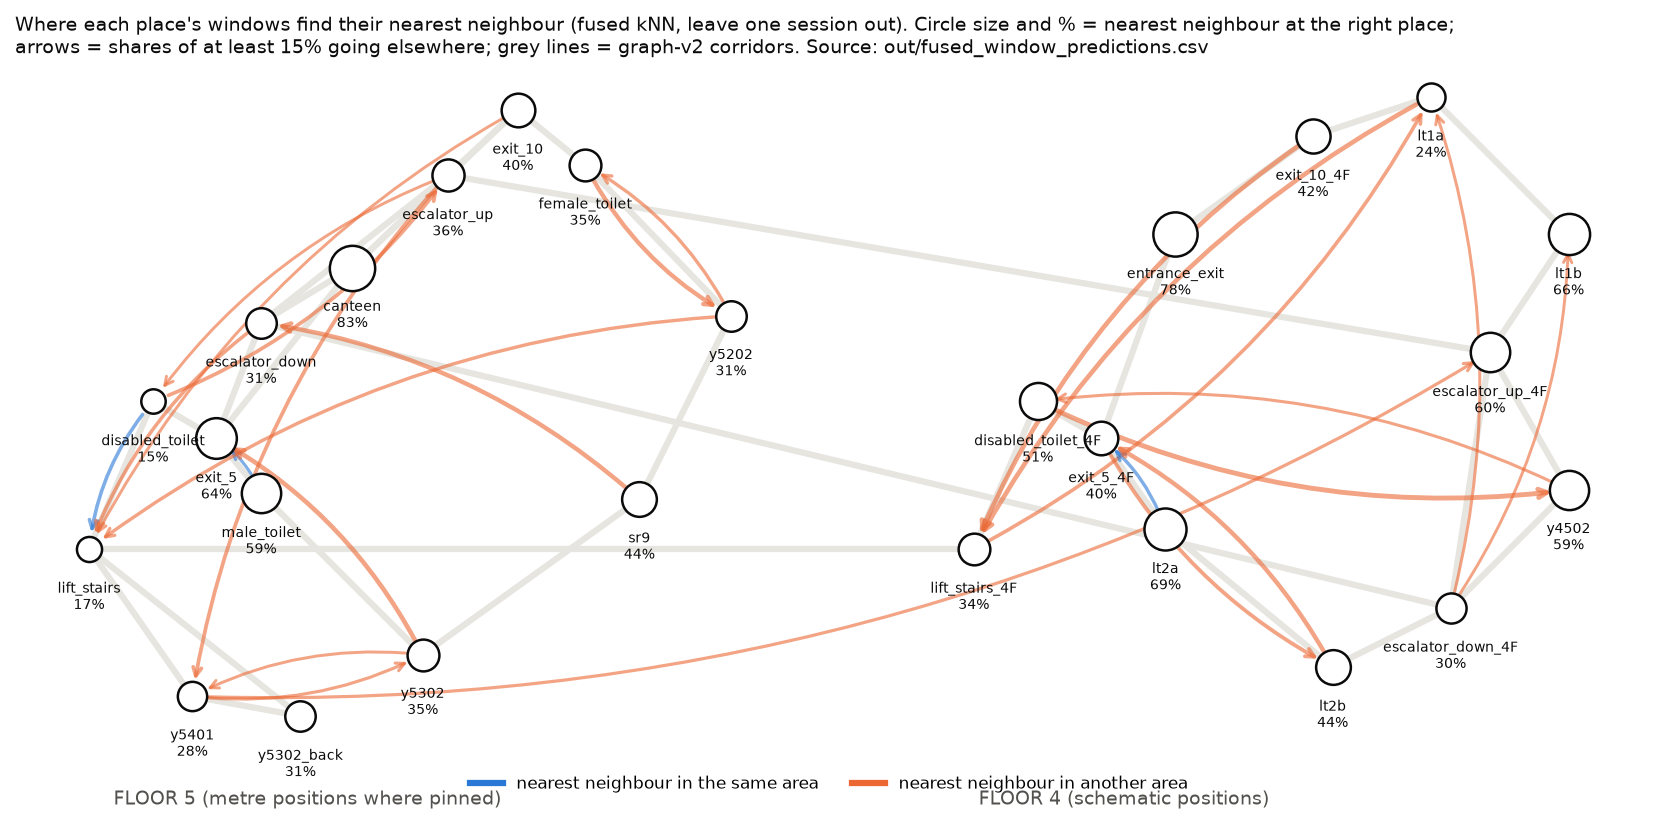 Where each place's windows find their nearest neighbour (fused kNN, leave one session out). Circle size and % = nearest neighbour at the right place;
arrows = shares of at least 15% going elsewhere; grey lines = graph-v2 corridors. Source: out/fused_window_predictions.csv
exit_10
40%
female_toilet
35%
escalator_up
36%
canteen
83%
escalator_down
31%
y5202
31%
disabled_toilet
15%
exit_5
64%
male_toilet
59%
sr9
44%
lift_stairs
17%
y5302
35%
y5401
28%
y5302_back
31%
lt1a
24%
exit_10_4F
42%
entrance_exit
78%
lt1b
66%
escalator_up_4F
60%
disabled_toilet_4F
51%
exit_5_4F
40%
y4502
59%
lt2a
69%
lift_stairs_4F
34%
escalator_down_4F
30%
lt2b
44%
nearest neighbour in the same area
nearest neighbour in another area
FLOOR 5 (metre positions where pinned)
FLOOR 4 (schematic positions)